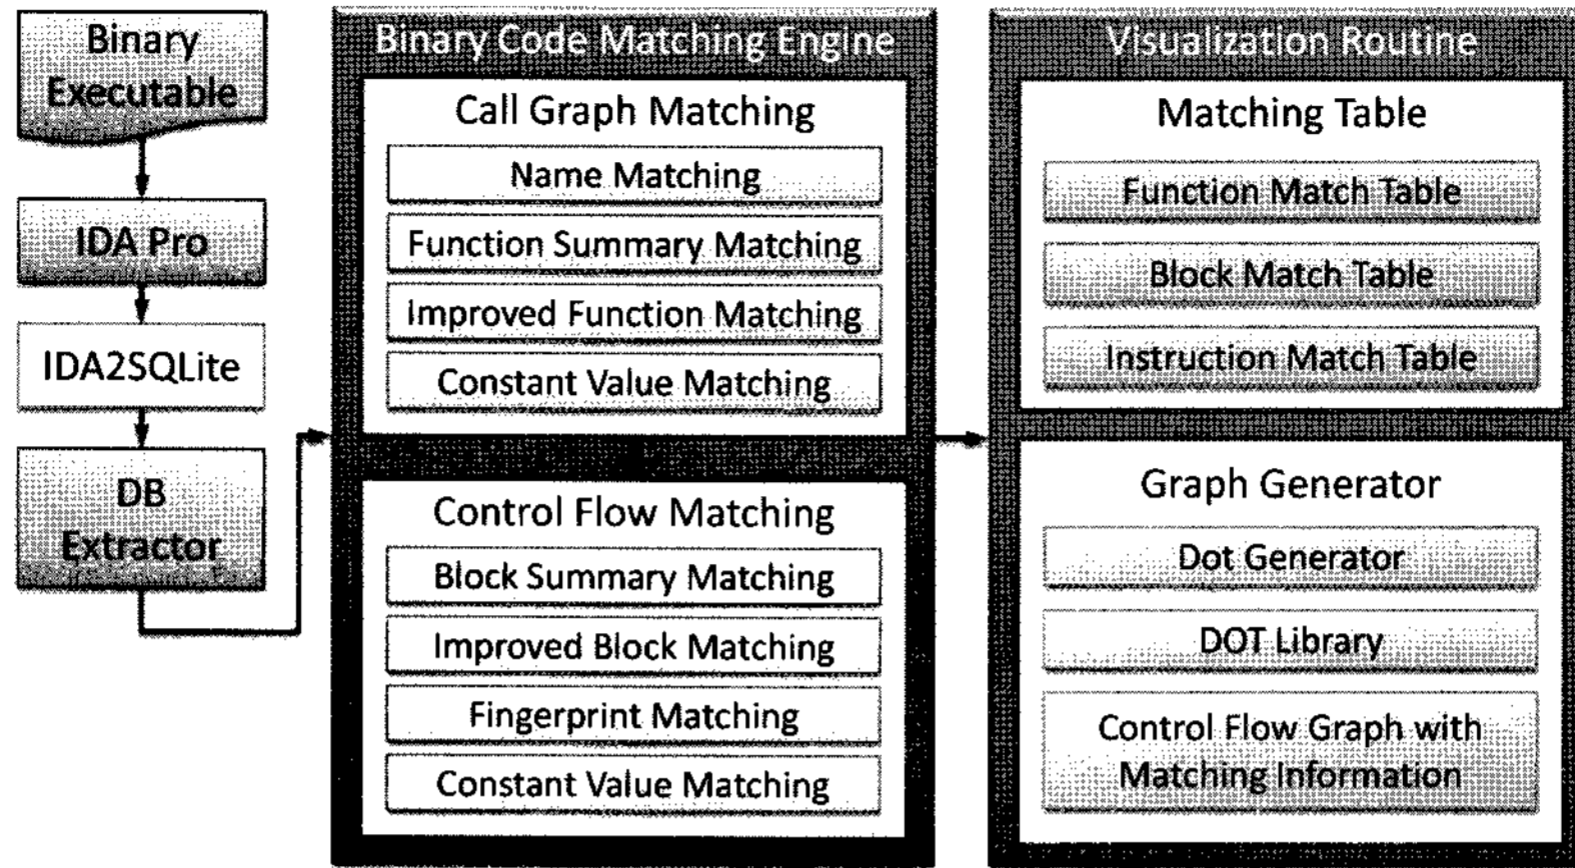 Binary
Executable
IDA Pro
IDA2SQLite
DB
Extractor
Binary Code Matching Engine
Call Graph Matching
Name Matching
Function Summary Matching
Improved Function Matching
Constant Value Matching
Control Flow Matching
Block Summary Matching
Improved Block Matching
Fingerprint Matching
Constant Value Matching
Visualization Routine
Matching Table
Function Match Table
Block Match Table
Instruction Match Table
Graph Generator
Dot Generator
DOT Library
Control Flow Graph with
Matching Information